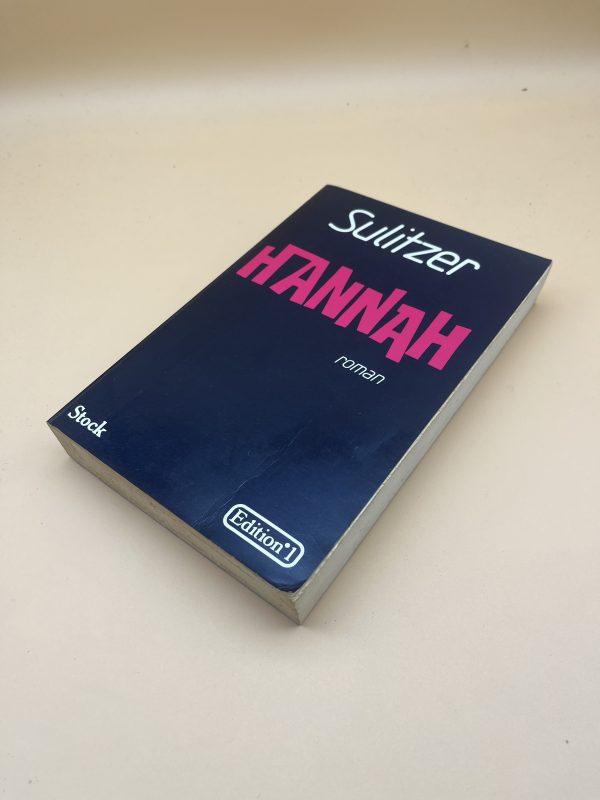 Sulitzer
HANNAH
roman
Stock
Edition°1